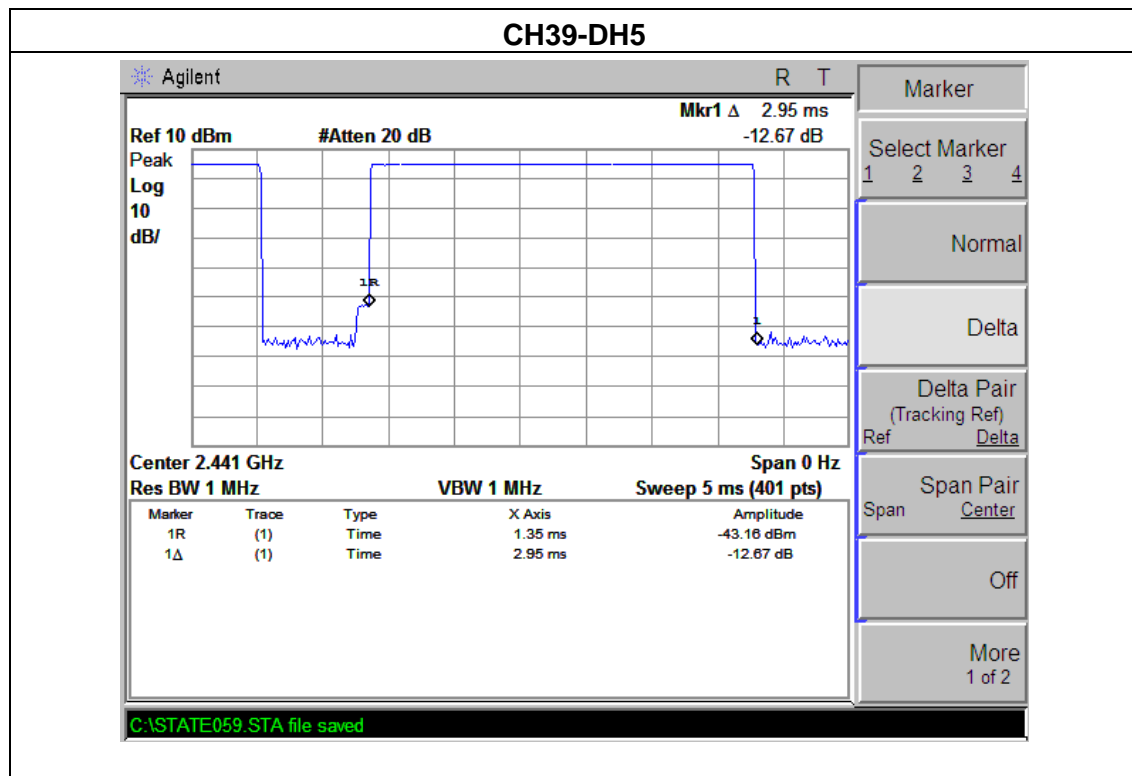 CH39-DH5
Agilent
R T
Mkr1 Δ 2.95 ms
Ref 10 dBm #Atten 20 dB -12.67 dB
Peak
Log
10
dB/
1R
1
Center 2.441 GHz Span 0 Hz
Res BW 1 MHz VBW 1 MHz Sweep 5 ms (401 pts)
Marker Trace Type X Axis Amplitude
1R (1) Time 1.35 ms -43.16 dBm
1Δ (1) Time 2.95 ms -12.67 dB
C:\STATE059.STA file saved
Marker
Select Marker
1 2 3 4
Normal
Delta
Delta Pair
(Tracking Ref)
Ref Delta
Span Pair
Span Center
Off
More
1 of 2